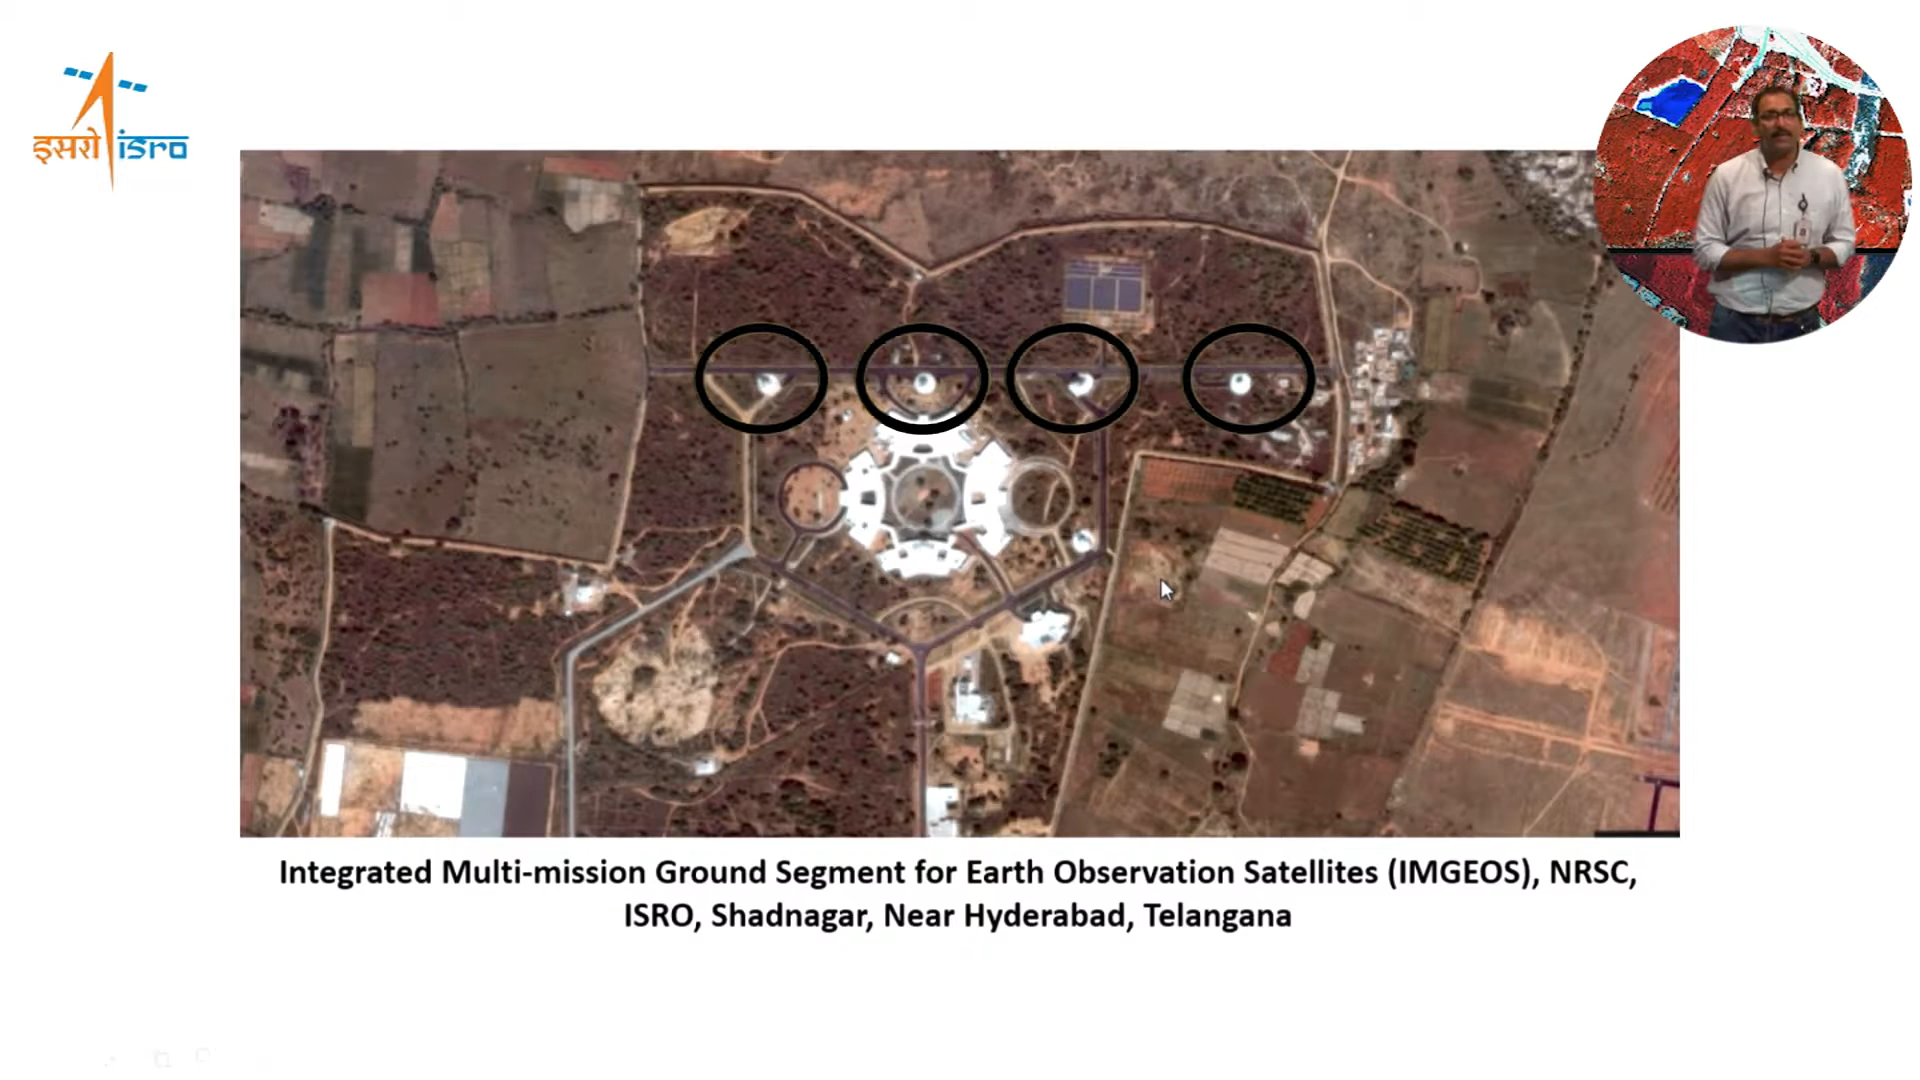 इसरो isro
Integrated Multi-mission Ground Segment for Earth Observation Satellites (IMGEOS), NRSC,
ISRO, Shadnagar, Near Hyderabad, Telangana